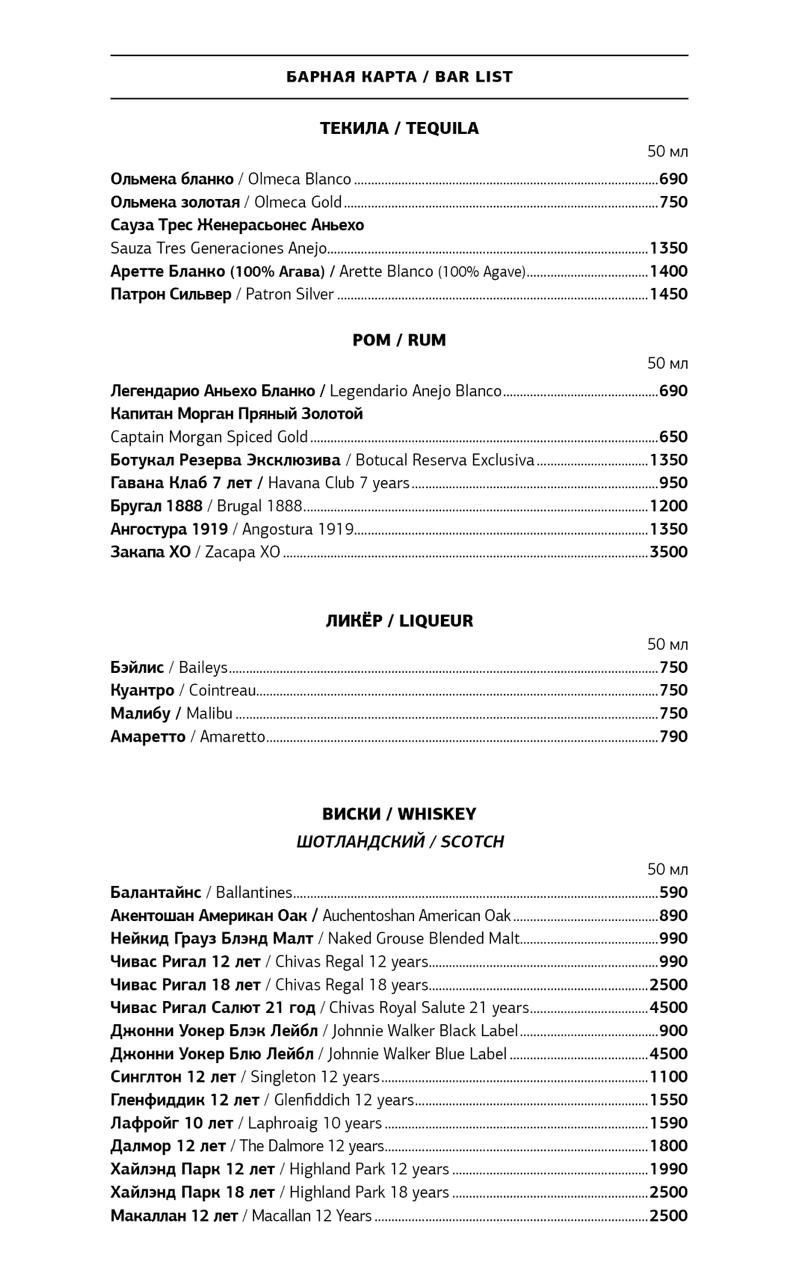 БАРНАЯ КАРТА / BAR LIST
ТЕКИЛА / TEQUILA
50 мл
Ольмека бланко / Olmeca Blanco 690
Ольмека золотая / Olmeca Gold 750
Сауза Трес Женерасьонес Аньехо
Sauza Tres Generaciones Anejo 1350
Аретте Бланко (100% Агава) / Arette Blanco (100% Agave) 1400
Патрон Сильвер / Patron Silver 1450
РОМ / RUM
50 мл
Легендарио Аньехо Бланко / Legendario Anejo Blanco 690
Капитан Морган Пряный Золотой
Captain Morgan Spiced Gold 650
Ботукал Резерва Эксклюзива / Botucal Reserva Exclusiva 1350
Гавана Клаб 7 лет / Havana Club 7 years 950
Бругал 1888 / Brugal 1888 1200
Ангостура 1919 / Angostura 1919 1350
Закапа ХО / Zacapa XO 3500
ЛИКЁР / LIQUEUR
50 мл
Бэйлис / Baileys 750
Куантро / Cointreau 750
Малибу / Malibu 750
Амаретто / Amaretto 790
ВИСКИ / WHISKEY
ШОТЛАНДСКИЙ / SCOTCH
50 мл
Балантайнс / Ballantines 590
Акентошан Американ Оак / Auchentoshan American Oak 890
Нейкид Грауз Блэнд Малт / Naked Grouse Blended Malt 990
Чивас Ригал 12 лет / Chivas Regal 12 years 990
Чивас Ригал 18 лет / Chivas Regal 18 years 2500
Чивас Ригал Салют 21 год / Chivas Royal Salute 21 years 4500
Джонни Уокер Блэк Лейбл / Johnnie Walker Black Label 900
Джонни Уокер Блю Лейбл / Johnnie Walker Blue Label 4500
Синглтон 12 лет / Singleton 12 years 1100
Гленфиддик 12 лет / Glenfiddich 12 years 1550
Лафройг 10 лет / Laphroaig 10 years 1590
Далмор 12 лет / The Dalmore 12 years 1800
Хайлэнд Парк 12 лет / Highland Park 12 years 1990
Хайлэнд Парк 18 лет / Highland Park 18 years 2500
Макаллан 12 лет / Macallan 12 Years 2500